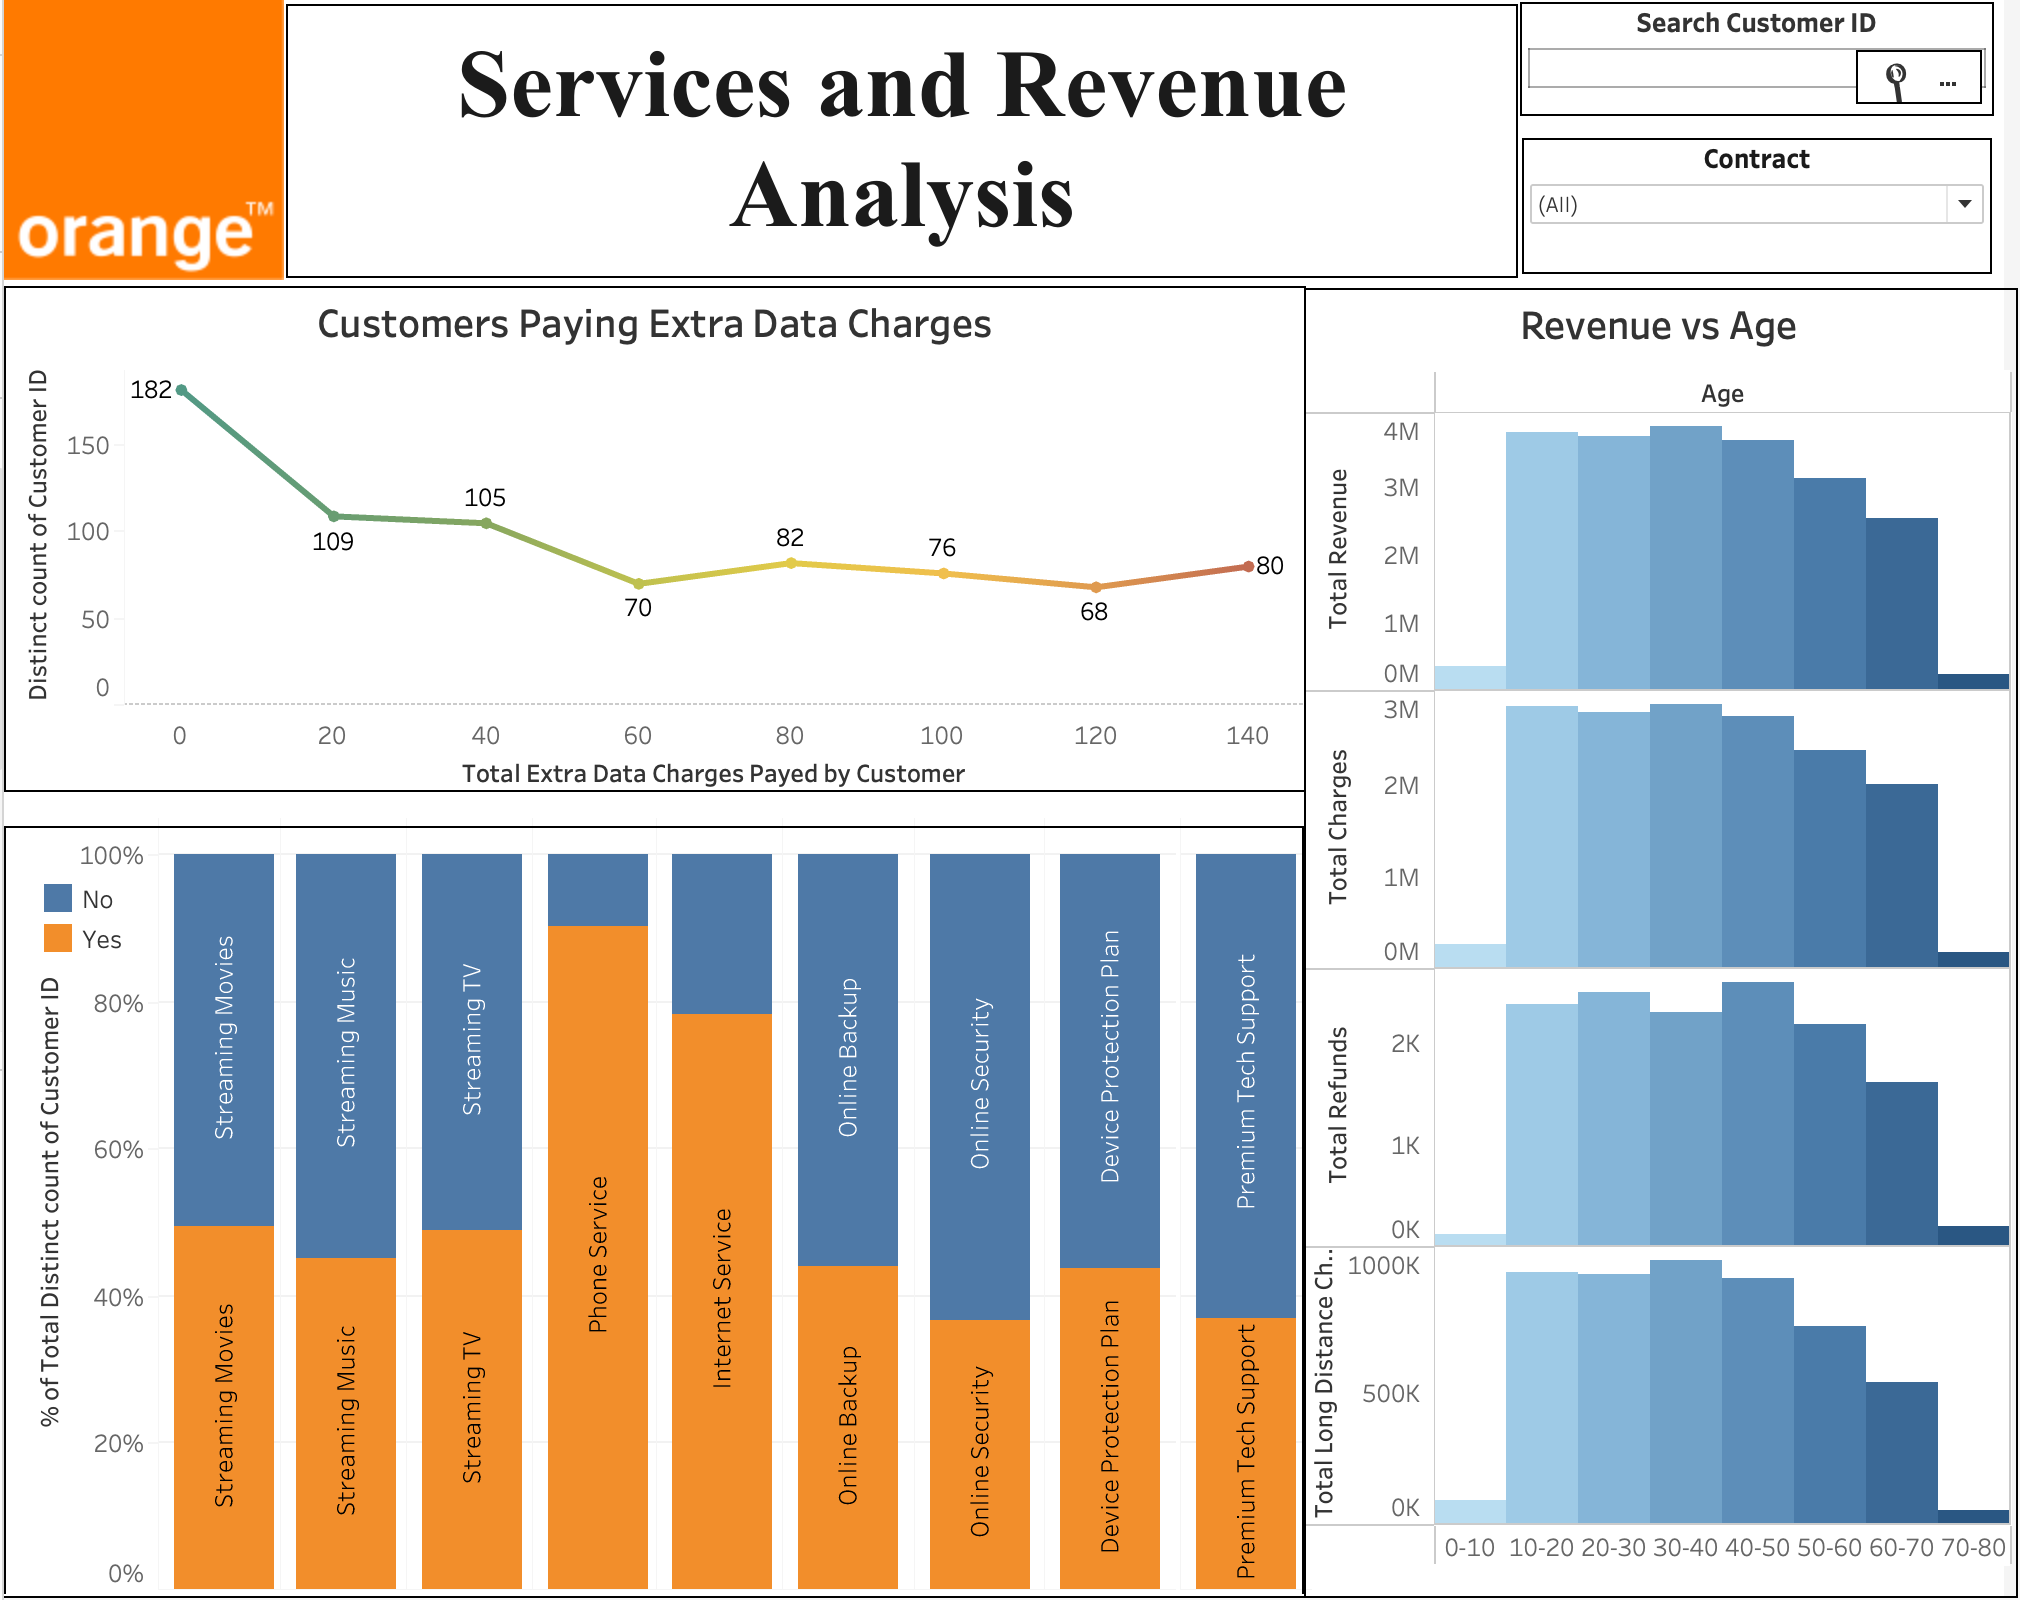 orange™
Services and Revenue
Analysis
Search Customer ID
...
Contract
(All)
Customers Paying Extra Data Charges
Distinct count of Customer ID
150
100
50
0
182
109
105
70
82
76
68
80
0 20 40 60 80 100 120 140
Total Extra Data Charges Payed by Customer
No
Yes
% of Total Distinct count of Customer ID
100%
80%
60%
40%
20%
0%
Streaming Movies
Streaming Movies
Streaming Music
Streaming Music
Streaming TV
Streaming TV
Phone Service
Internet Service
Online Backup
Online Backup
Online Security
Online Security
Device Protection Plan
Device Protection Plan
Premium Tech Support
Premium Tech Support
Revenue vs Age
Age
Total Revenue
4M
3M
2M
1M
0M
Total Charges
3M
2M
1M
0M
Total Refunds
2K
1K
0K
Total Long Distance Ch..
1000K
500K
0K
0-10 10-20 20-30 30-40 40-50 50-60 60-70 70-80